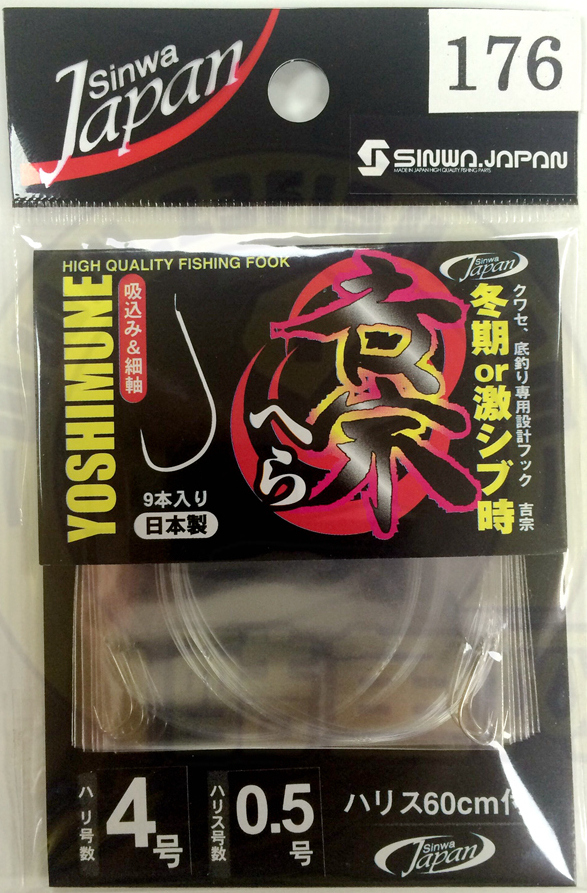 Sinwa
Japan
176
SINWA.JAPAN
MADE IN JAPAN HIGH QUALITY FISHING PARTS
HIGH QUALITY FISHING FOOK
YOSHIMUNE
吸込み&細軸
9本入り
日本製
吉宗
へら
Sinwa
Japan
クワセ、底釣り専用設計フック 吉宗
冬期or激シブ時
ハリ号数
4号
ハリス号数
0.5号
ハリス60cm付
Sinwa
Japan